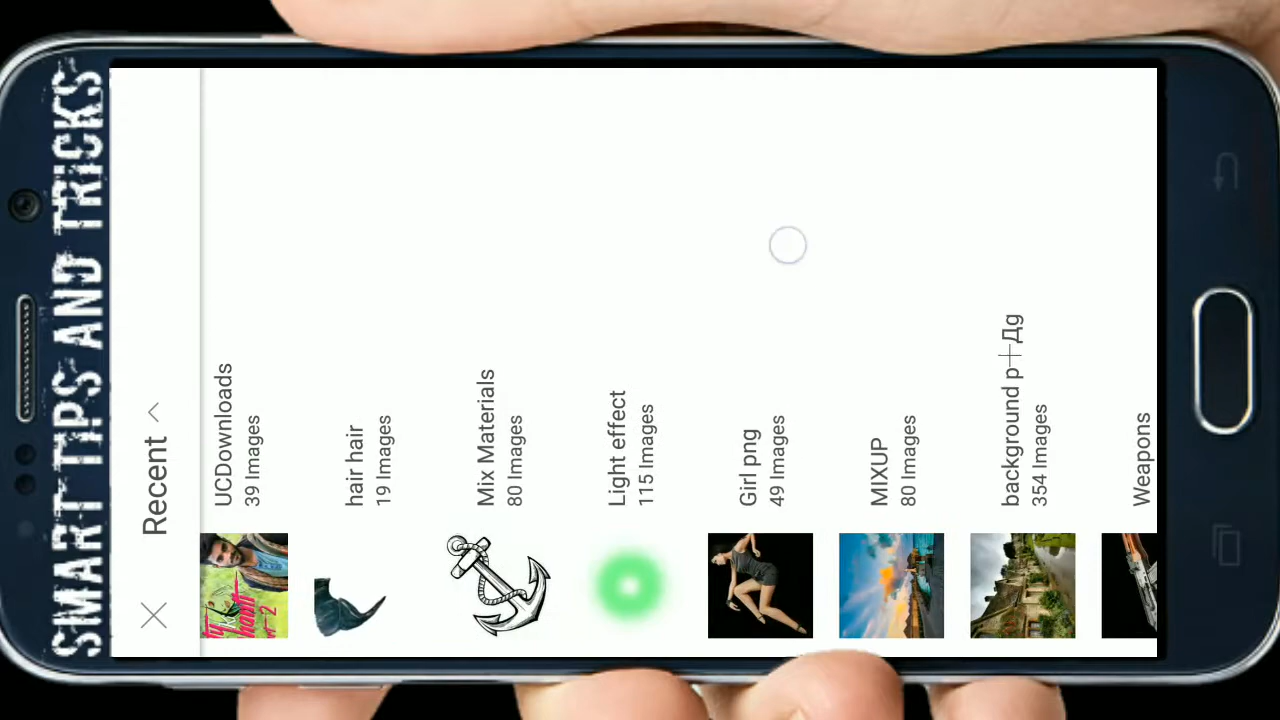 SMART TIPS AND TRICKS
Recent
UCDownloads
39 Images
hair hair
19 Images
Mix Materials
80 Images
Light effect
115 Images
Girl png
49 Images
MIXUP
80 Images
background p┼Дg
354 Images
Weapons